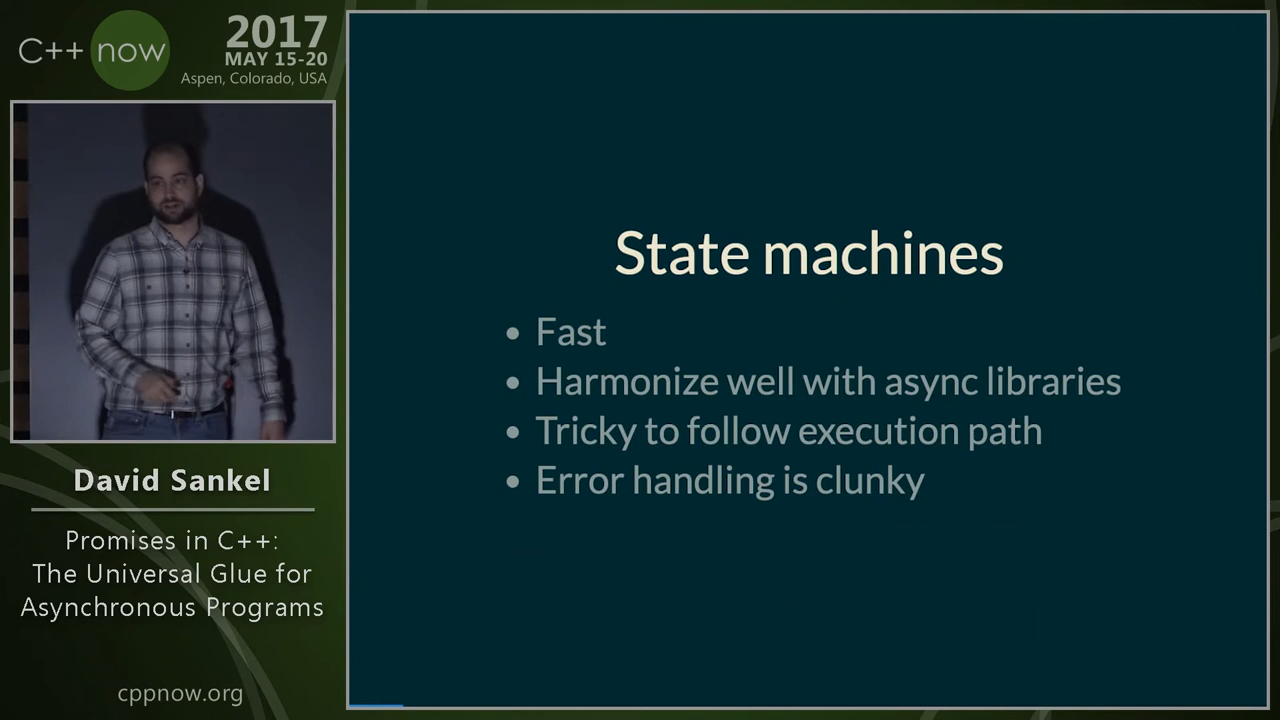 C++ now
2017
MAY 15-20
Aspen, Colorado, USA
David Sankel
Promises in C++:
The Universal Glue for
Asynchronous Programs
cppnow.org
State machines
• Fast
• Harmonize well with async libraries
• Tricky to follow execution path
• Error handling is clunky